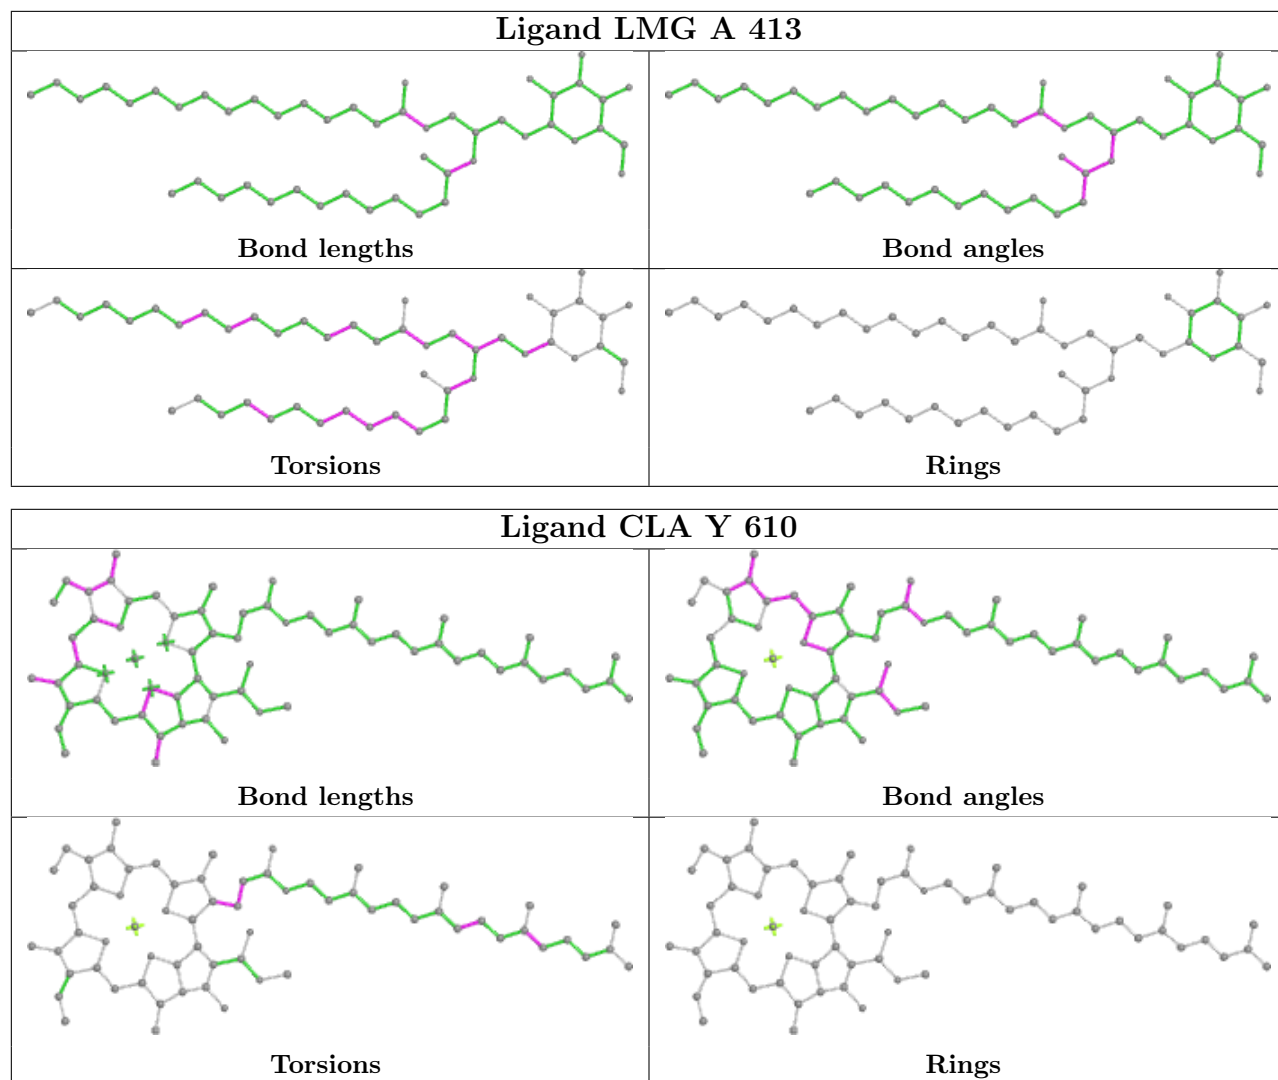 Ligand LMG A 413
Bond lengths
Bond angles
Torsions
Rings
Ligand CLA Y 610
Bond lengths
Bond angles
Torsions
Rings